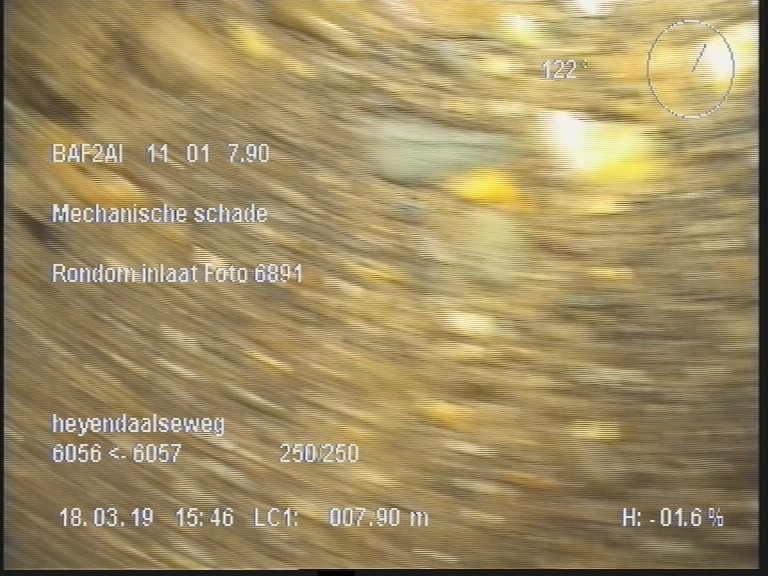 122°
BAF2AI 11 01 7.90
Mechanische schade
Rondom inlaat Foto 6891
heyendaalseweg
6056 <- 6057 250/250
18.03.19 15:46 LC1: 007.90 m H: -01.6 %